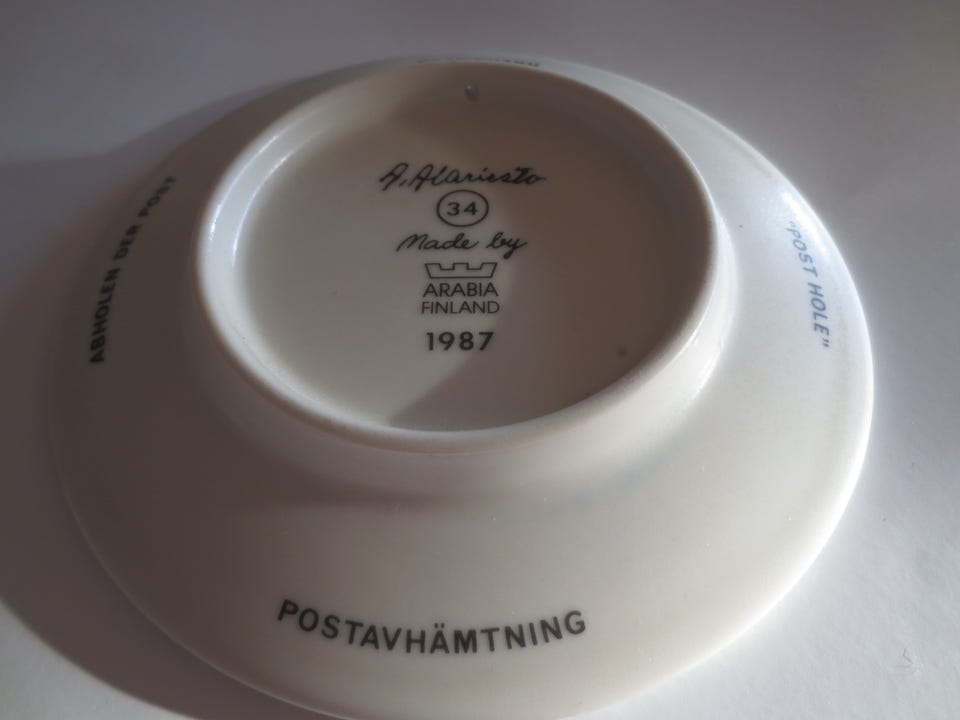 A. Alariesto
34
Made by
ARABIA
FINLAND
1987
ABHOLEN DER POST
"POST HOLE"
POSTAVHÄMTNING